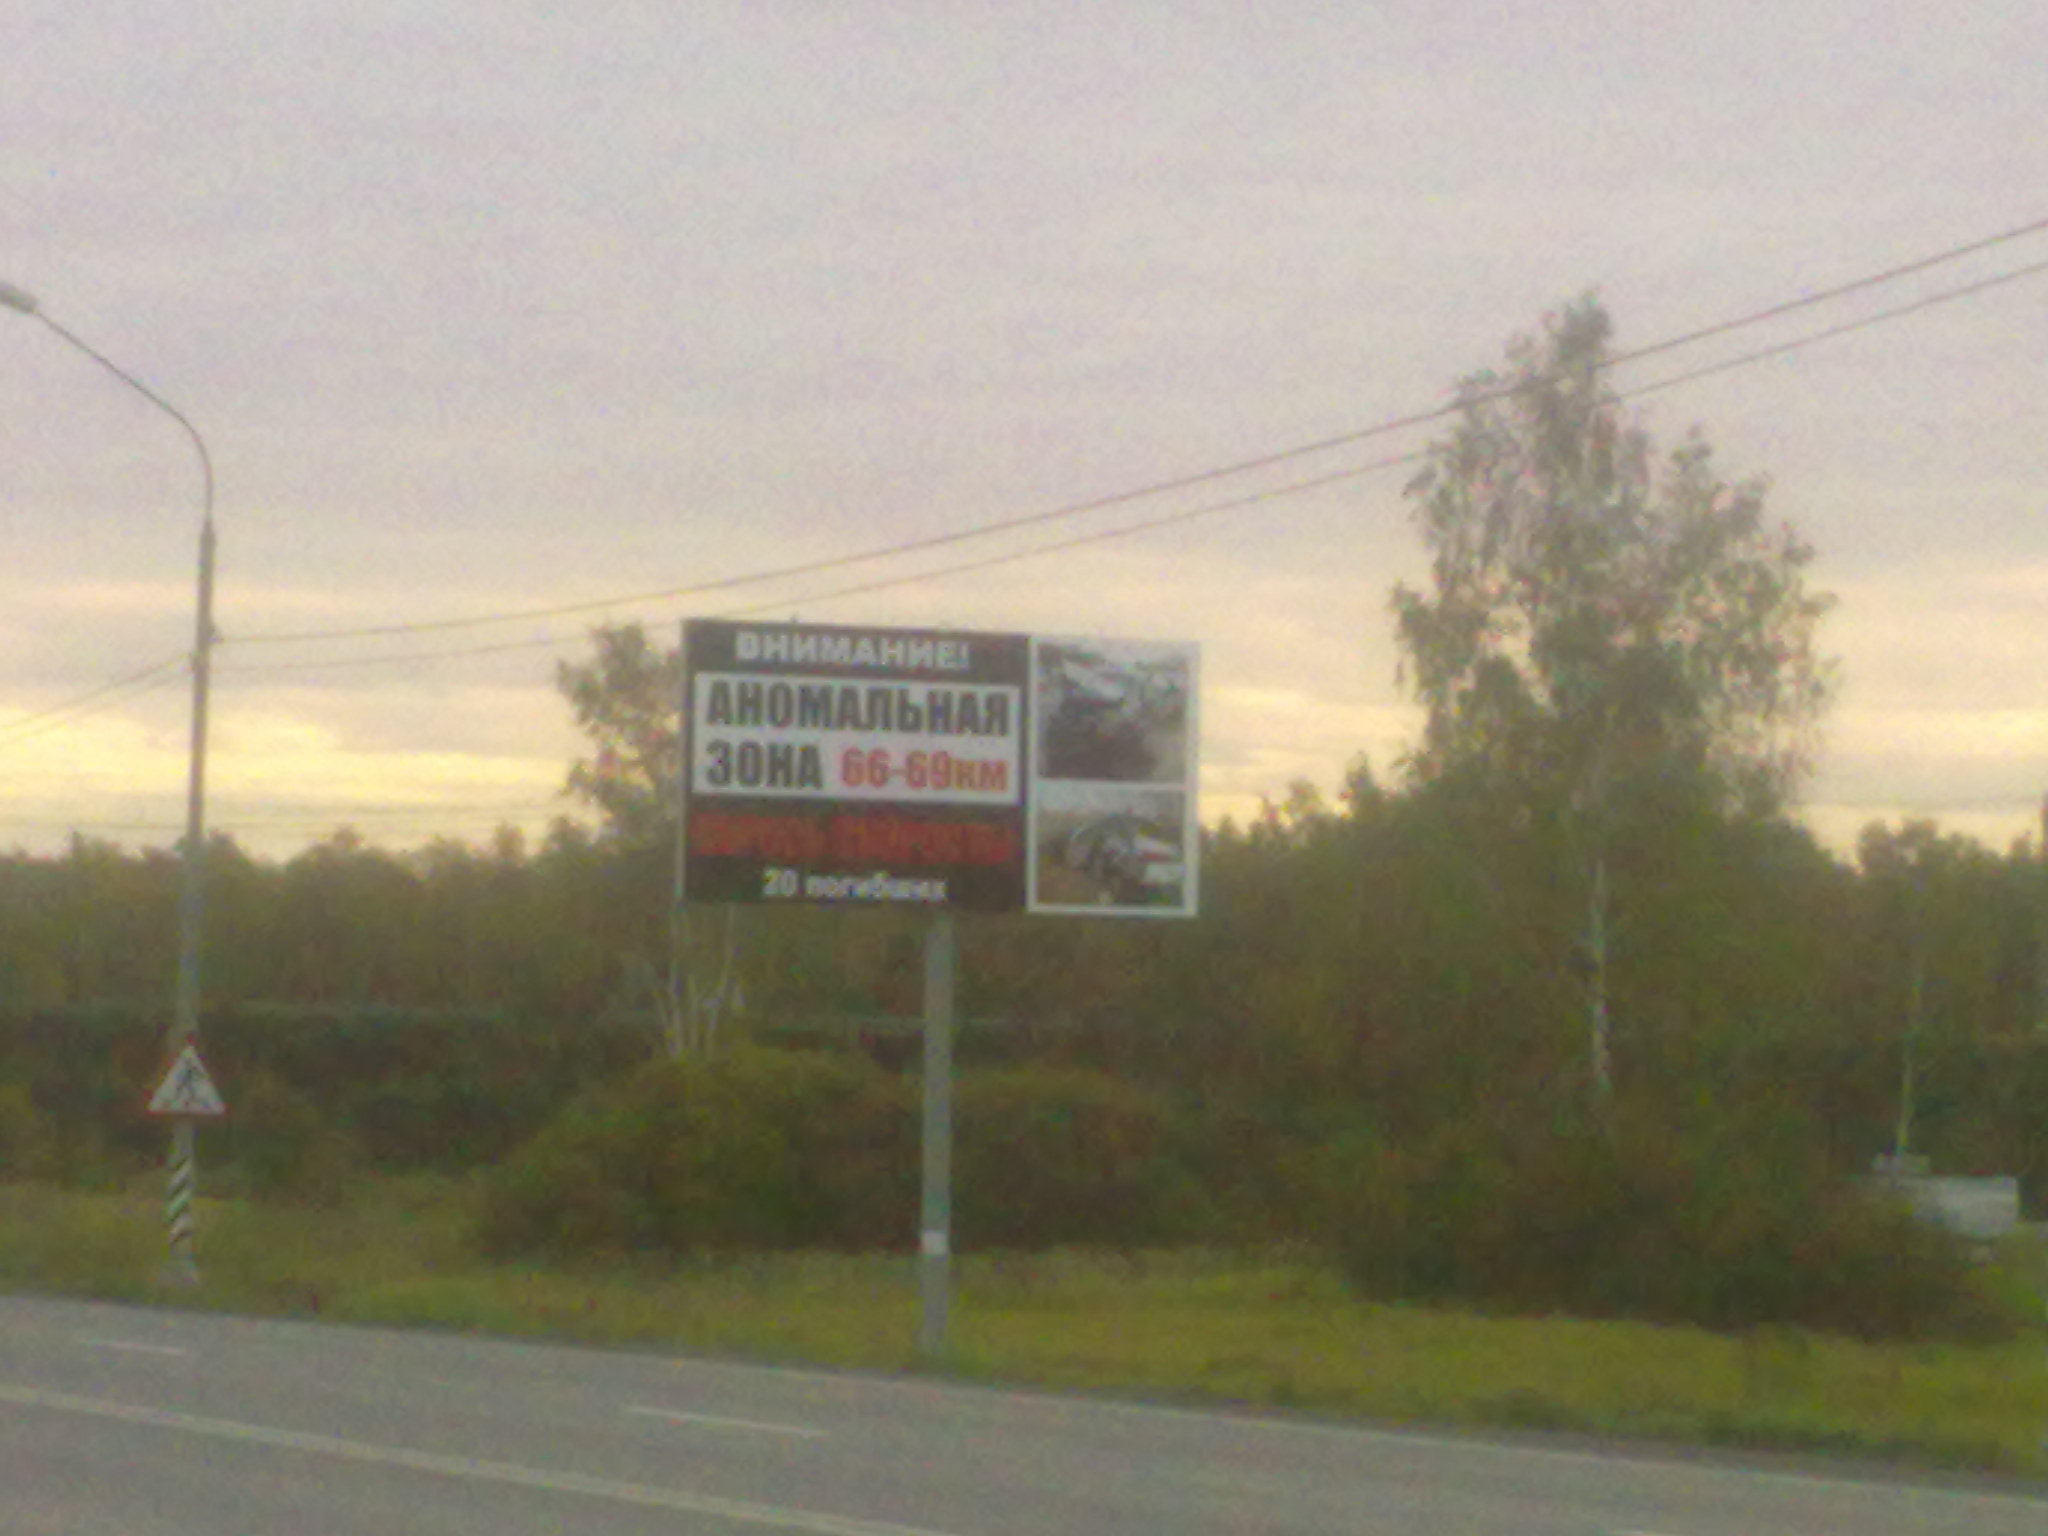 ВНИМАНИЕ!
АНОМАЛЬНАЯ
ЗОНА 66-69км
20 погибших